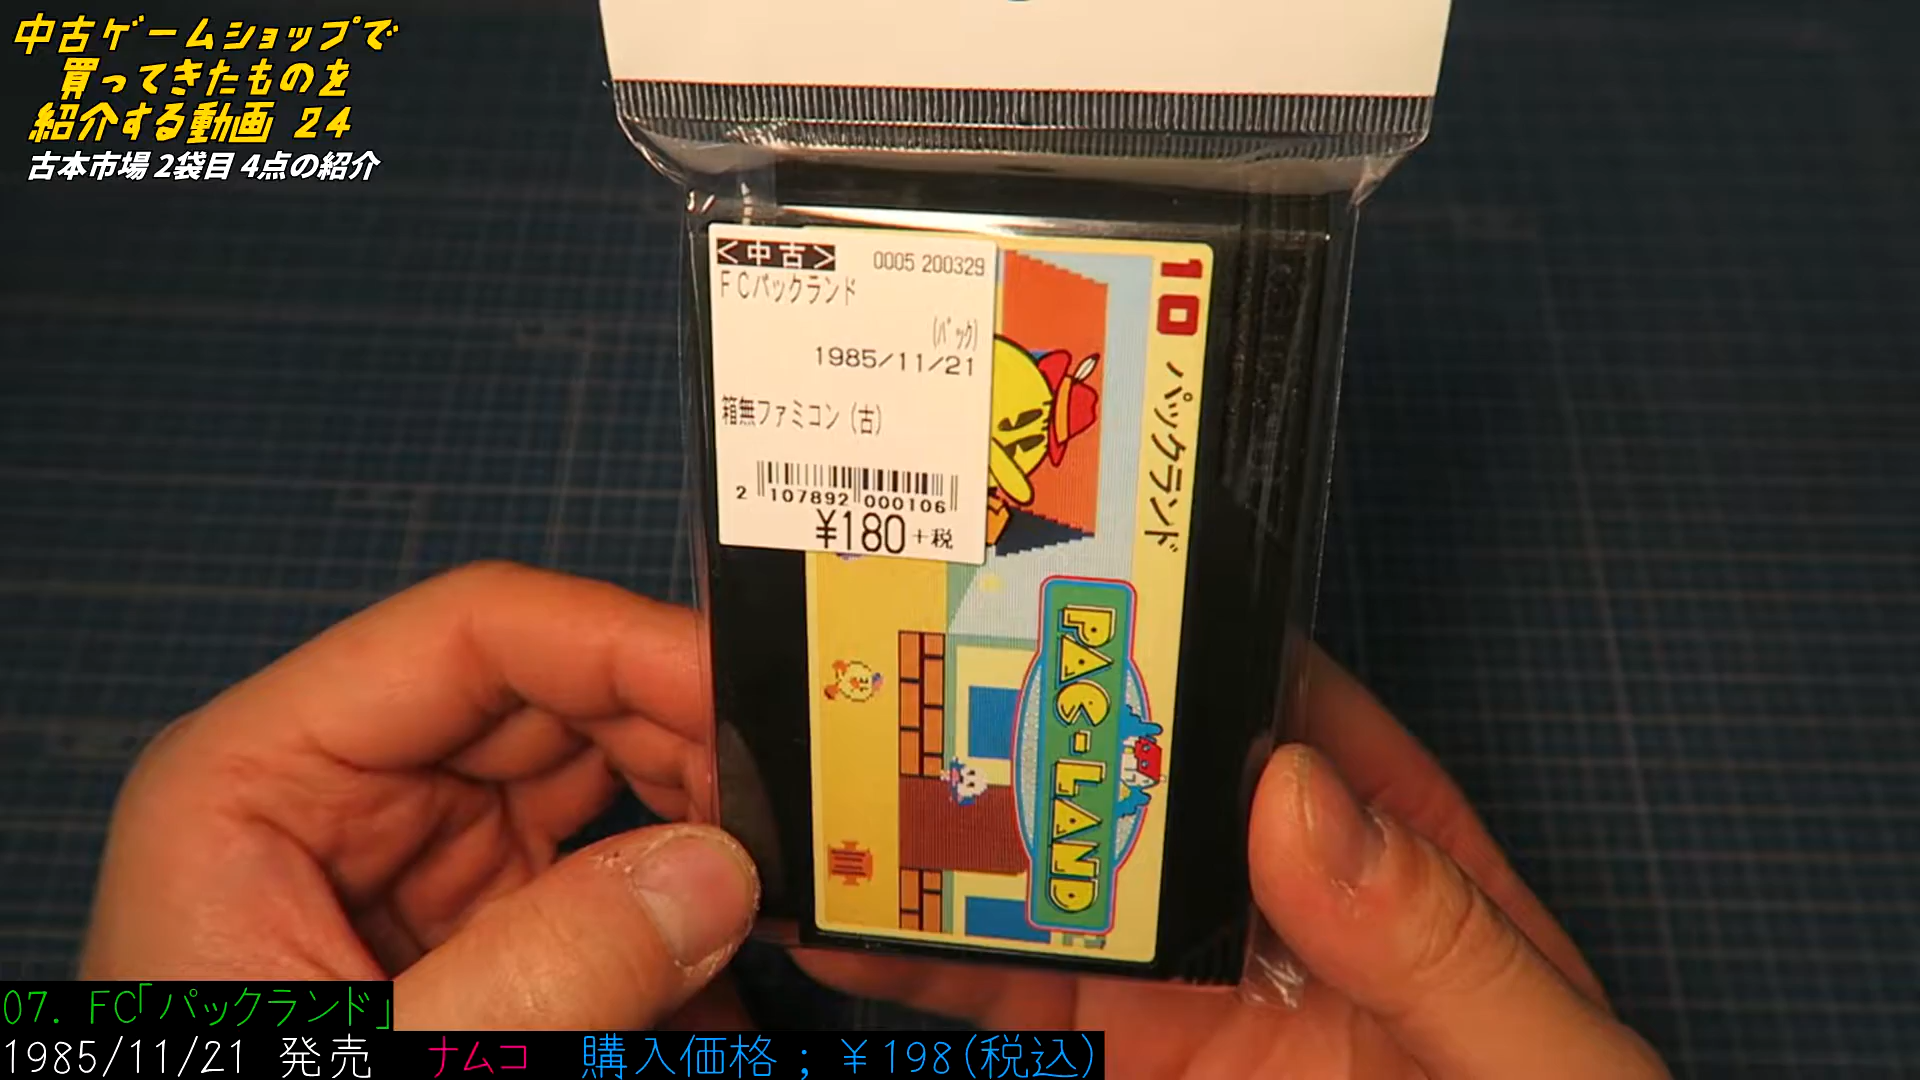 中古ゲームショップで
買ってきたものを
紹介する動画 24
古本市場 2袋目 4点の紹介
<中古>
0005 200329
FCパックランド
(パック)
1985/11/21
箱無ファミコン(古)
2 107892 000106
¥180+税
10 パックランド
PAC-LAND
07. FC「パックランド」
1985/11/21 発売 ナムコ 購入価格;¥198(税込)